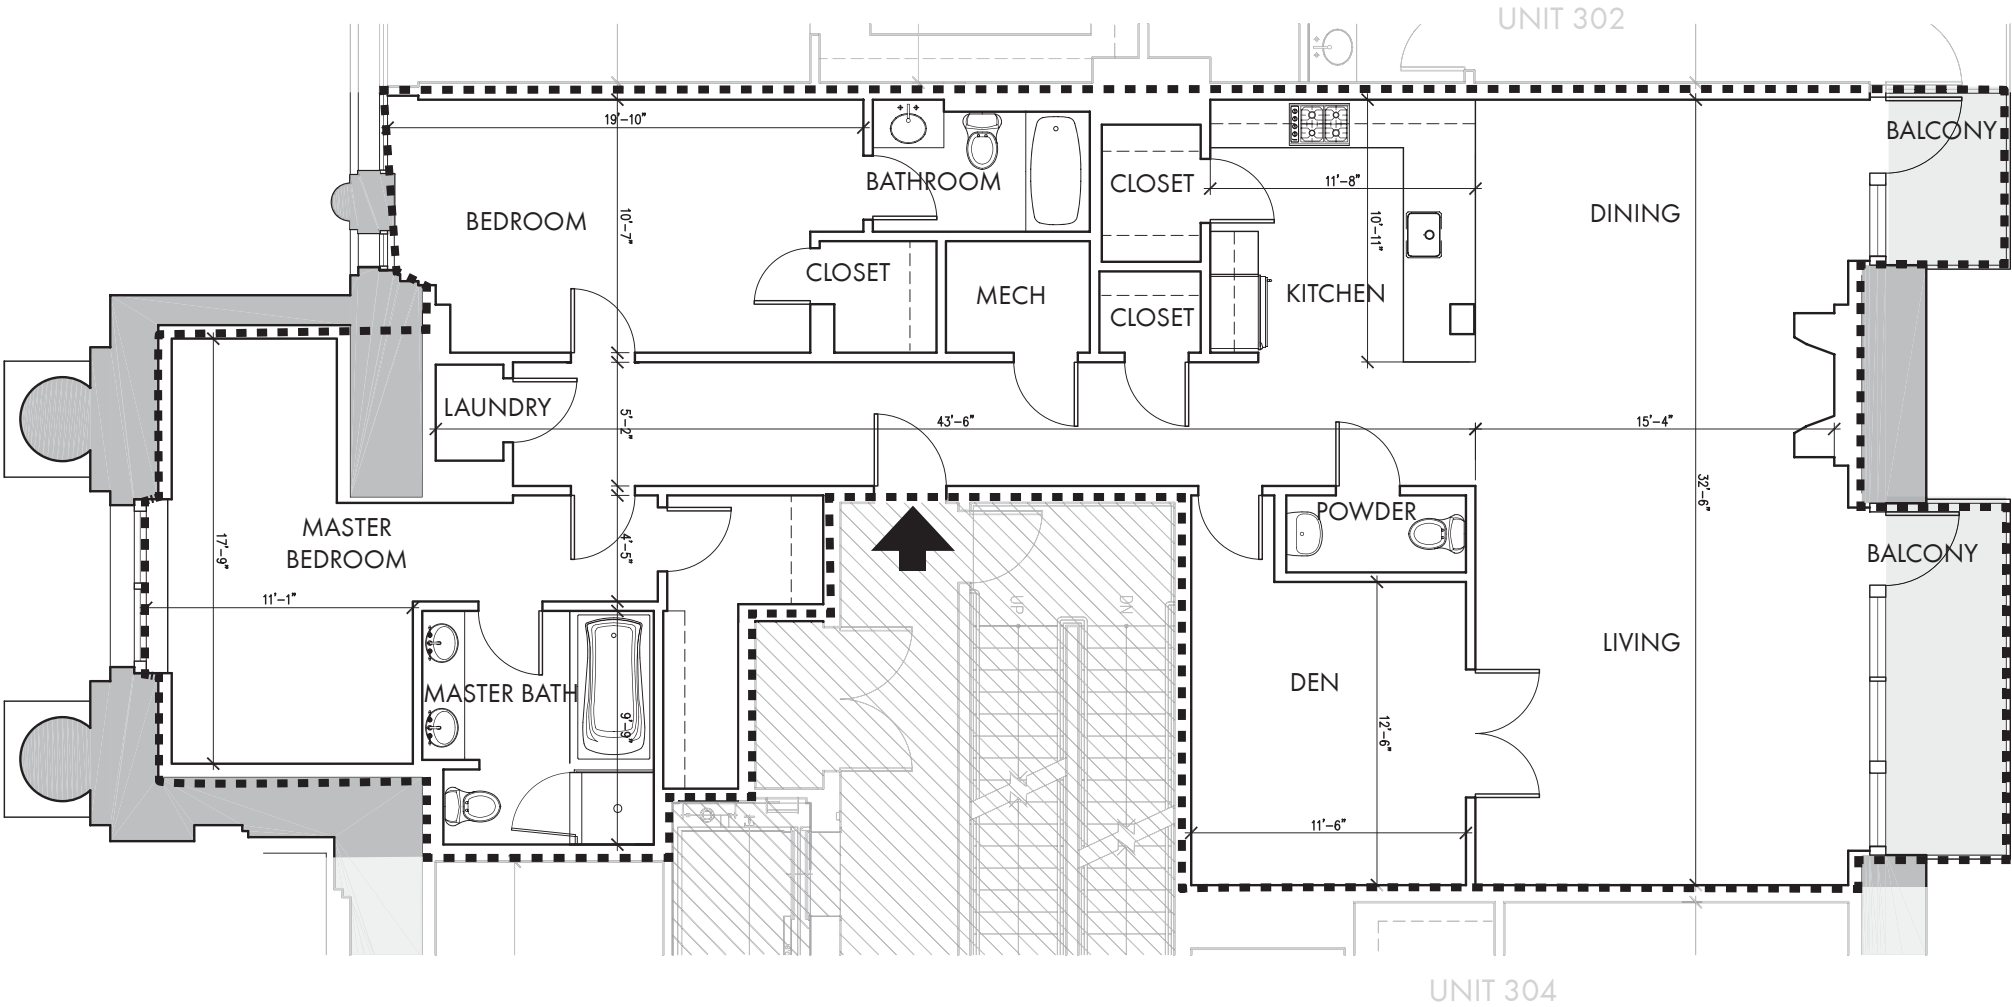 UNIT 302
19'-10"
BALCONY
BATHROOM
CLOSET
11'-8"
BEDROOM
10'-7"
10'-11"
DINING
CLOSET
MECH
KITCHEN
CLOSET
LAUNDRY
5'-2"
43'-6"
15'-4"
32'-6"
POWDER
MASTER
BEDROOM
17'-9"
4'-5"
BALCONY
11'-1"
UP
DN
LIVING
DEN
MASTER BATH
9'-9"
12'-6"
11'-6"
UNIT 304